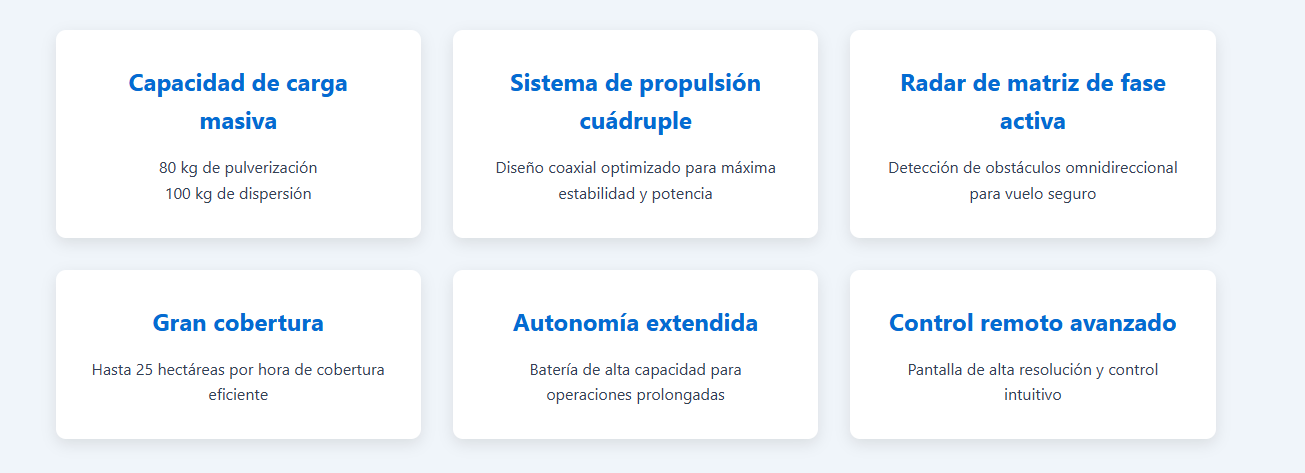 Capacidad de carga
masiva
80 kg de pulverización
100 kg de dispersión
Sistema de propulsión
cuádruple
Diseño coaxial optimizado para máxima
estabilidad y potencia
Radar de matriz de fase
activa
Detección de obstáculos omnidireccional
para vuelo seguro
Gran cobertura
Hasta 25 hectáreas por hora de cobertura
eficiente
Autonomía extendida
Batería de alta capacidad para
operaciones prolongadas
Control remoto avanzado
Pantalla de alta resolución y control
intuitivo